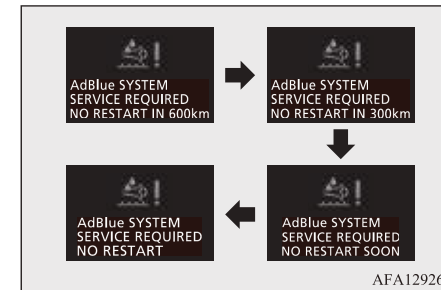 AdBlue SYSTEM
SERVICE REQUIRED
NO RESTART IN 600km
AdBlue SYSTEM
SERVICE REQUIRED
NO RESTART IN 300km
AdBlue SYSTEM
SERVICE REQUIRED
NO RESTART SOON
AdBlue SYSTEM
SERVICE REQUIRED
NO RESTART
AFA12926